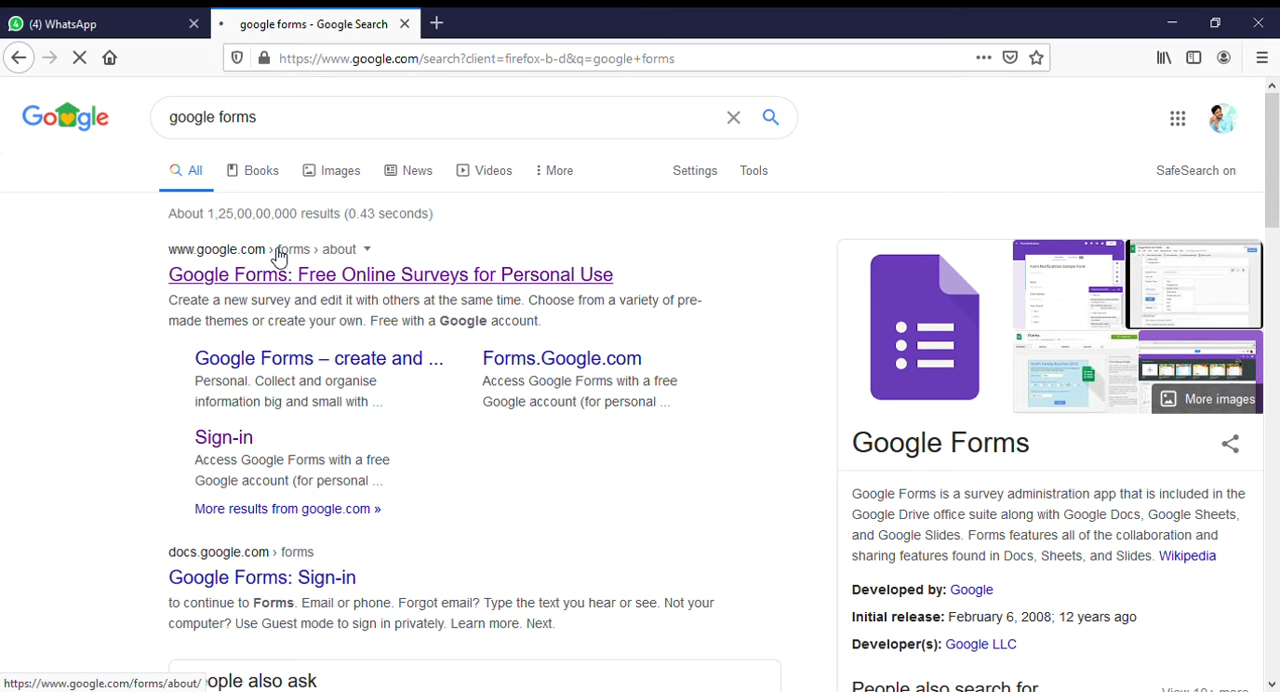 (4) WhatsApp
google forms - Google Search
https://www.google.com/search?client=firefox-b-d&q=google+forms
Google
google forms
All
Books
Images
News
Videos
More
Settings
Tools
SafeSearch on
About 1,25,00,00,000 results (0.43 seconds)
www.google.com › forms › about
Google Forms: Free Online Surveys for Personal Use
Create a new survey and edit it with others at the same time. Choose from a variety of pre-
made themes or create your own. Free with a Google account.
Google Forms – create and ...
Personal. Collect and organise
information big and small with ...
Forms.Google.com
Access Google Forms with a free
Google account (for personal ...
Sign-in
Access Google Forms with a free
Google account (for personal ...
More results from google.com »
docs.google.com › forms
Google Forms: Sign-in
to continue to Forms. Email or phone. Forgot email? Type the text you hear or see. Not your
computer? Use Guest mode to sign in privately. Learn more. Next.
ople also ask
https://www.google.com/forms/about/
More images
Google Forms
Google Forms is a survey administration app that is included in the
Google Drive office suite along with Google Docs, Google Sheets,
and Google Slides. Forms features all of the collaboration and
sharing features found in Docs, Sheets, and Slides. Wikipedia
Developed by: Google
Initial release: February 6, 2008; 12 years ago
Developer(s): Google LLC
People also search for
View 10+ more